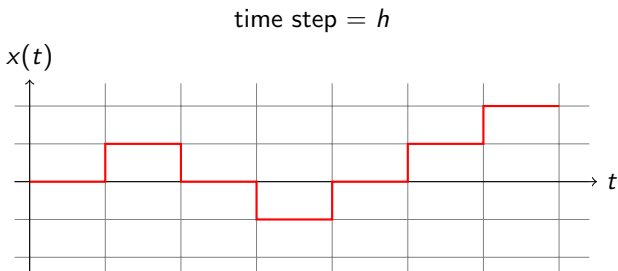 time step = h
x(t)
t